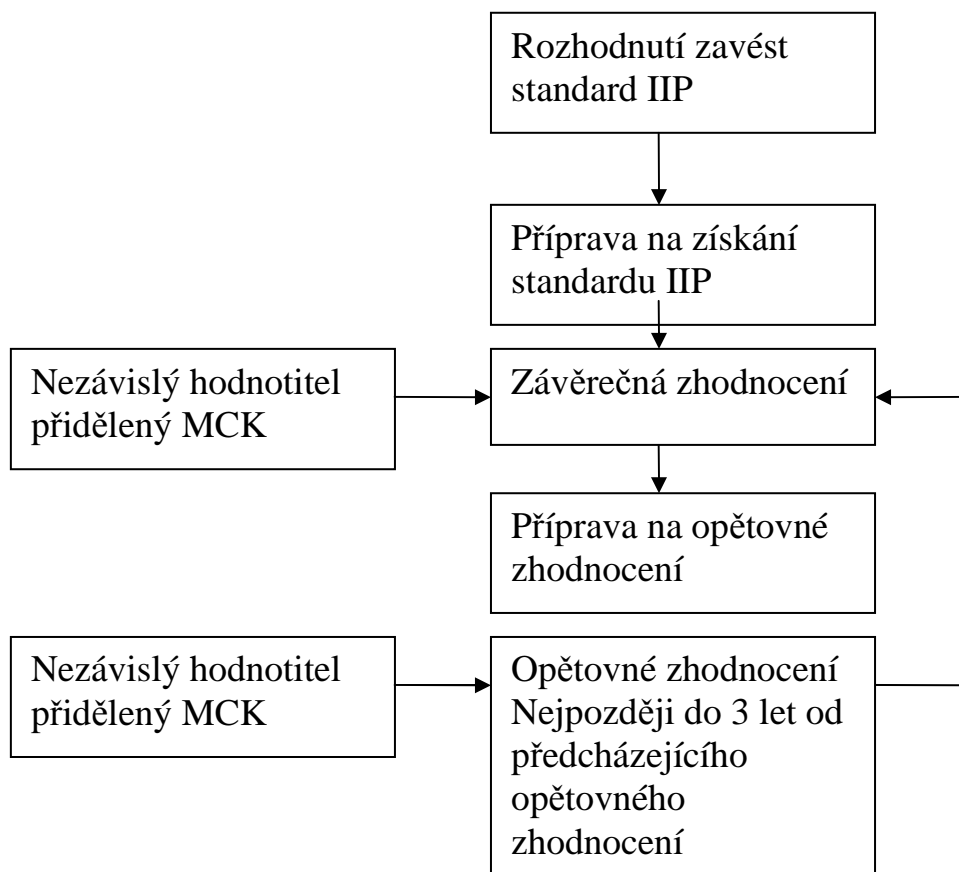 Rozhodnutí zavést
standard IIP
Příprava na získání
standardu IIP
Nezávislý hodnotitel
přidělený MCK
Závěrečná zhodnocení
Příprava na opětovné
zhodnocení
Nezávislý hodnotitel
přidělený MCK
Opětovné zhodnocení
Nejpozději do 3 let od
předcházejícího
opětovného
zhodnocení